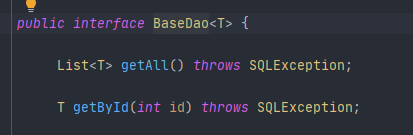 public interface BaseDao<T> {
List<T> getAll() throws SQLException;
T getById(int id) throws SQLException;